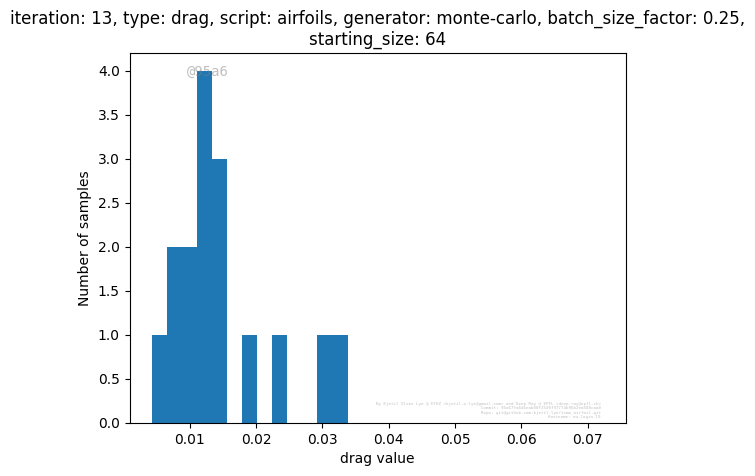 iteration: 13, type: drag, script: airfoils, generator: monte-carlo, batch_size_factor: 0.25,
starting_size: 64
@95a6
4.0
3.5
3.0
2.5
2.0
1.5
1.0
0.5
0.0
Number of samples
0.01 0.02 0.03 0.04 0.05 0.06 0.07
drag value